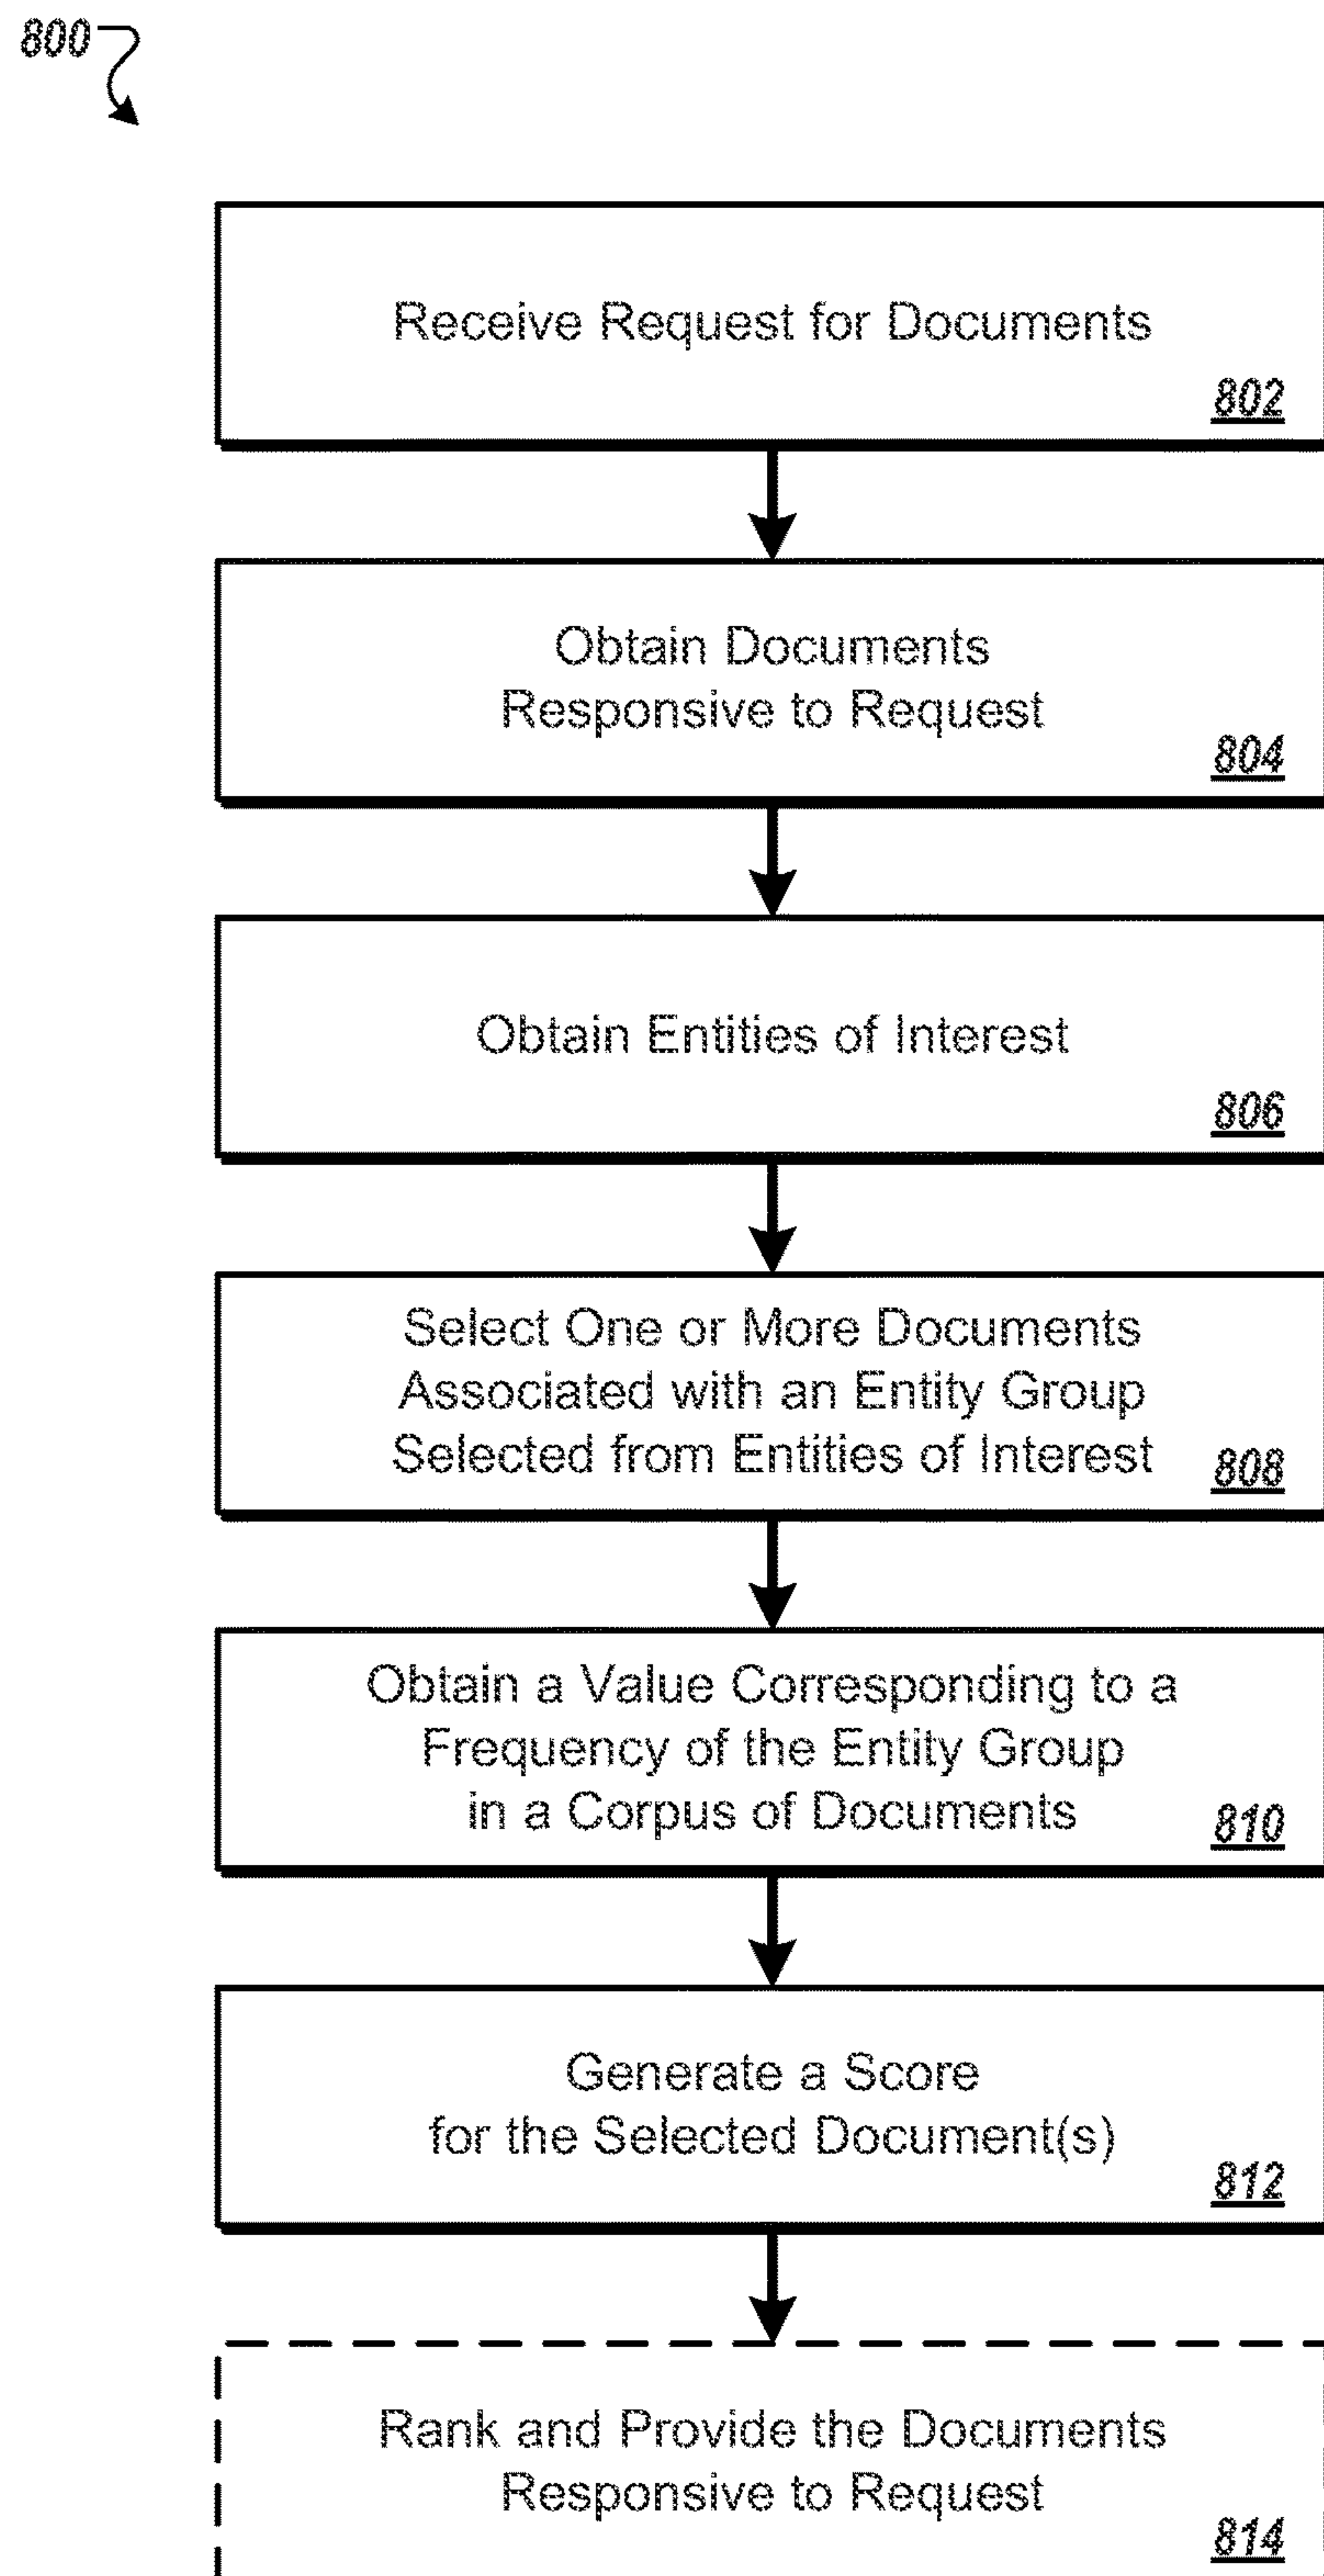 800
Receive Request for Documents
802
Obtain Documents
Responsive to Request
804
Obtain Entities of Interest
806
Select One or More Documents
Associated with an Entity Group
Selected from Entities of Interest
808
Obtain a Value Corresponding to a
Frequency of the Entity Group
in a Corpus of Documents
810
Generate a Score
for the Selected Document(s)
812
Rank and Provide the Documents
Responsive to Request
814